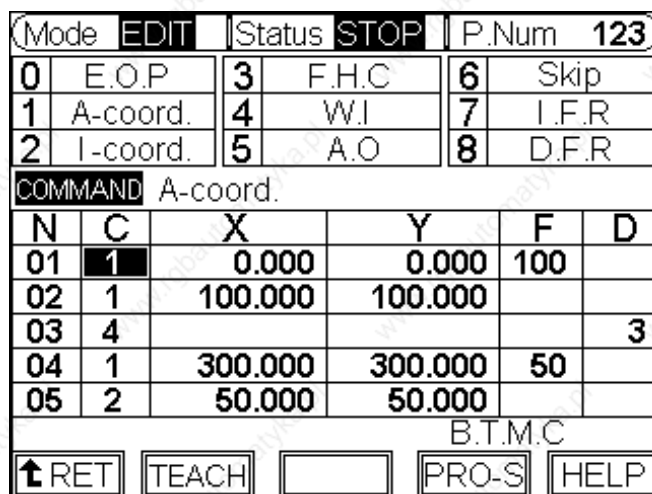 Mode EDIT Status STOP P.Num 123
0 E.O.P 3 F.H.C 6 Skip
1 A-coord. 4 W.I 7 I.F.R
2 I-coord. 5 A.O 8 D.F.R
COMMAND A-coord.
N C X Y F D
01 1 0.000 0.000 100
02 1 100.000 100.000
03 4 3
04 1 300.000 300.000 50
05 2 50.000 50.000
B.T.M.C
RET TEACH PRO-S HELP